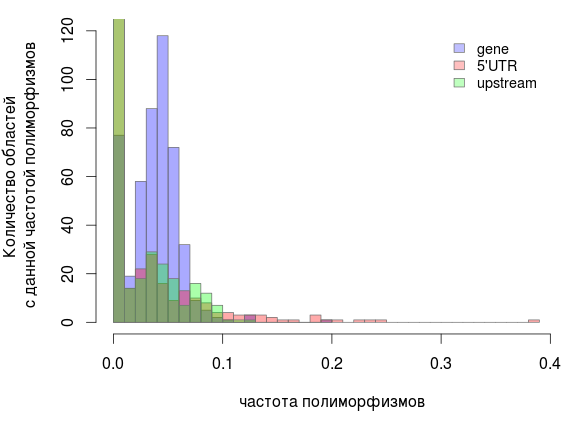 Количество областей
с данной частотой полиморфизмов
120
100
80
60
40
20
0
gene
5'UTR
upstream
0.0 0.1 0.2 0.3 0.4
частота полиморфизмов